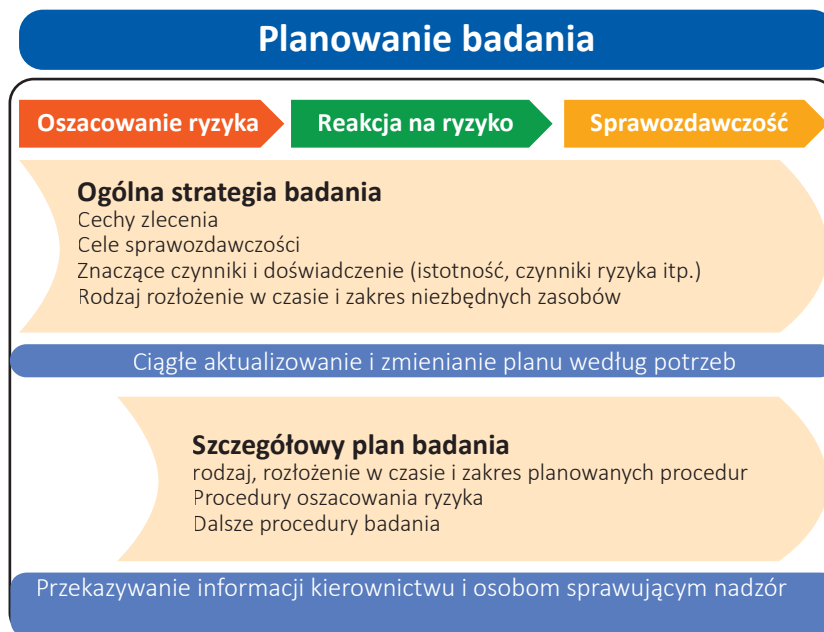 Planowanie badania
Oszacowanie ryzyka
Reakcja na ryzyko
Sprawozdawczość
Ogólna strategia badania
Cechy zlecenia
Cele sprawozdawczości
Znaczące czynniki i doświadczenie (istotność, czynniki ryzyka itp.)
Rodzaj rozłożenie w czasie i zakres niezbędnych zasobów
Ciągłe aktualizowanie i zmienianie planu według potrzeb
Szczegółowy plan badania
rodzaj, rozłożenie w czasie i zakres planowanych procedur
Procedury oszacowania ryzyka
Dalsze procedury badania
Przekazywanie informacji kierownictwu i osobom sprawującym nadzór